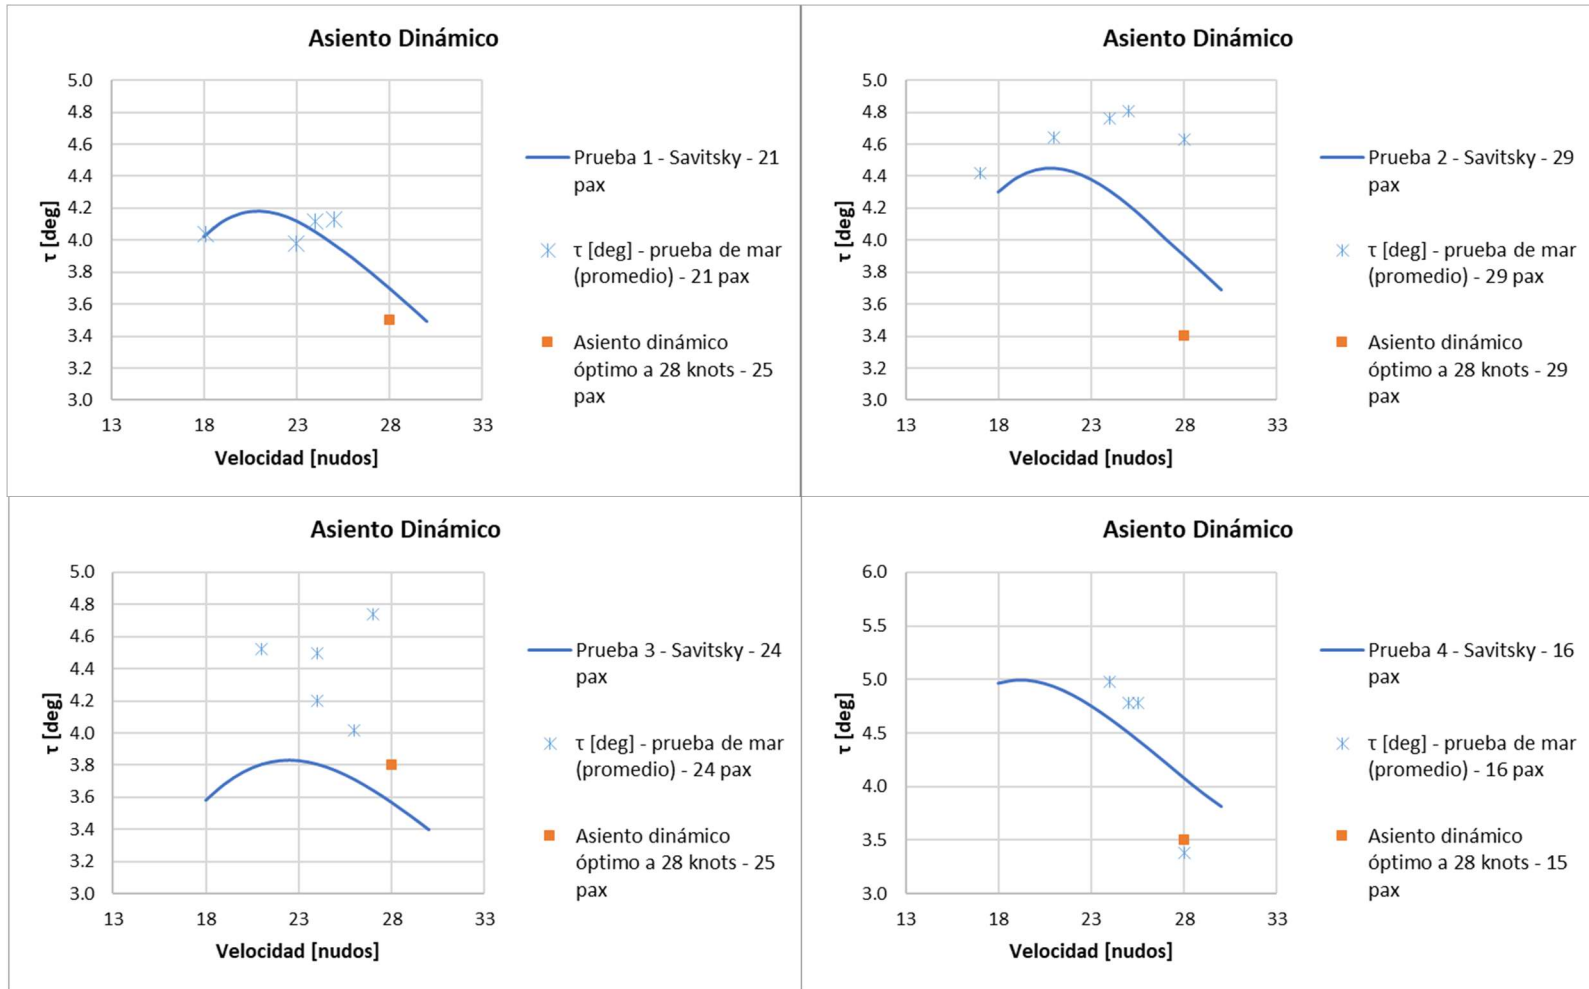 Asiento Dinámico
5.0
4.8
4.6
4.4
4.2
4.0
3.8
3.6
3.4
3.2
3.0
τ [deg]
13 18 23 28 33
Velocidad [nudos]
Prueba 1 - Savitsky - 21
pax
τ [deg] - prueba de mar
(promedio) - 21 pax
Asiento dinámico
óptimo a 28 knots - 25
pax
Asiento Dinámico
5.0
4.8
4.6
4.4
4.2
4.0
3.8
3.6
3.4
3.2
3.0
τ [deg]
13 18 23 28 33
Velocidad [nudos]
Prueba 2 - Savitsky - 29
pax
τ [deg] - prueba de mar
(promedio) - 29 pax
Asiento dinámico
óptimo a 28 knots - 29
pax
Asiento Dinámico
5.0
4.8
4.6
4.4
4.2
4.0
3.8
3.6
3.4
3.2
3.0
τ [deg]
13 18 23 28 33
Velocidad [nudos]
Prueba 3 - Savitsky - 24
pax
τ [deg] - prueba de mar
(promedio) - 24 pax
Asiento dinámico
óptimo a 28 knots - 25
pax
Asiento Dinámico
6.0
5.5
5.0
4.5
4.0
3.5
3.0
τ [deg]
13 18 23 28 33
Velocidad [nudos]
Prueba 4 - Savitsky - 16
pax
τ [deg] - prueba de mar
(promedio) - 16 pax
Asiento dinámico
óptimo a 28 knots - 15
pax